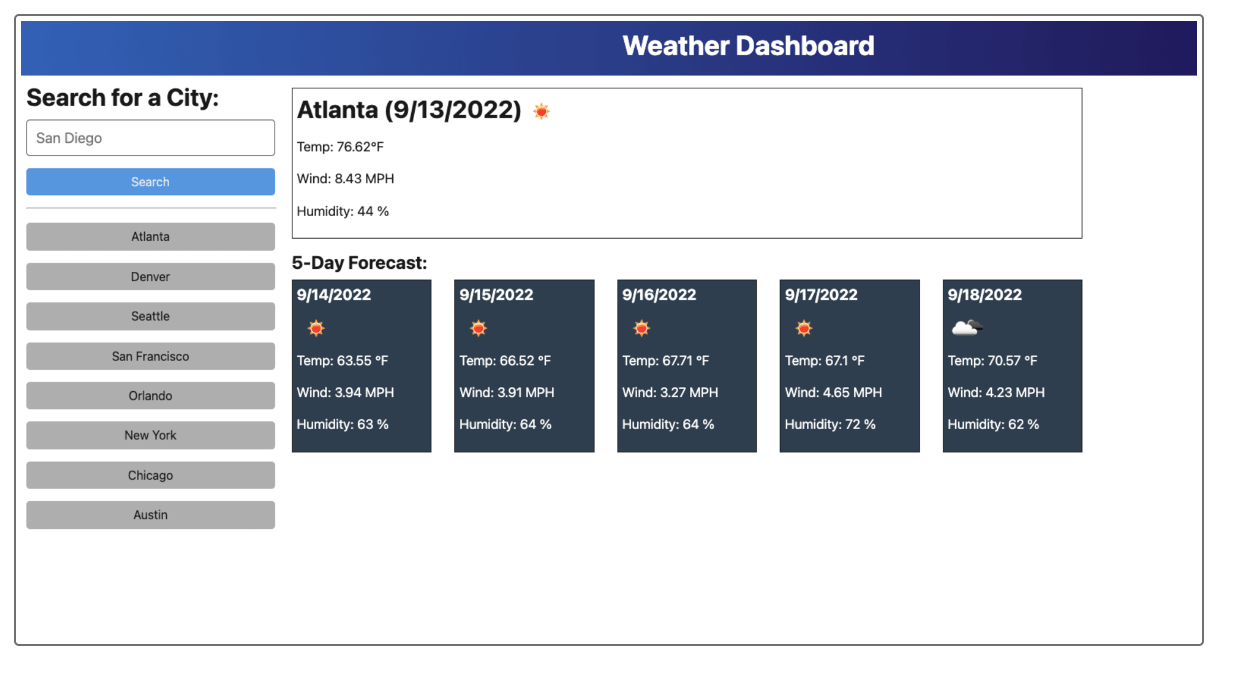 Weather Dashboard
Search for a City:
San Diego
Search
Atlanta
Denver
Seattle
San Francisco
Orlando
New York
Chicago
Austin
Atlanta (9/13/2022)
Temp: 76.62°F
Wind: 8.43 MPH
Humidity: 44 %
5-Day Forecast:
9/14/2022
Temp: 63.55 °F
Wind: 3.94 MPH
Humidity: 63 %
9/15/2022
Temp: 66.52 °F
Wind: 3.91 MPH
Humidity: 64 %
9/16/2022
Temp: 67.71 °F
Wind: 3.27 MPH
Humidity: 64 %
9/17/2022
Temp: 67.1 °F
Wind: 4.65 MPH
Humidity: 72 %
9/18/2022
Temp: 70.57 °F
Wind: 4.23 MPH
Humidity: 62 %